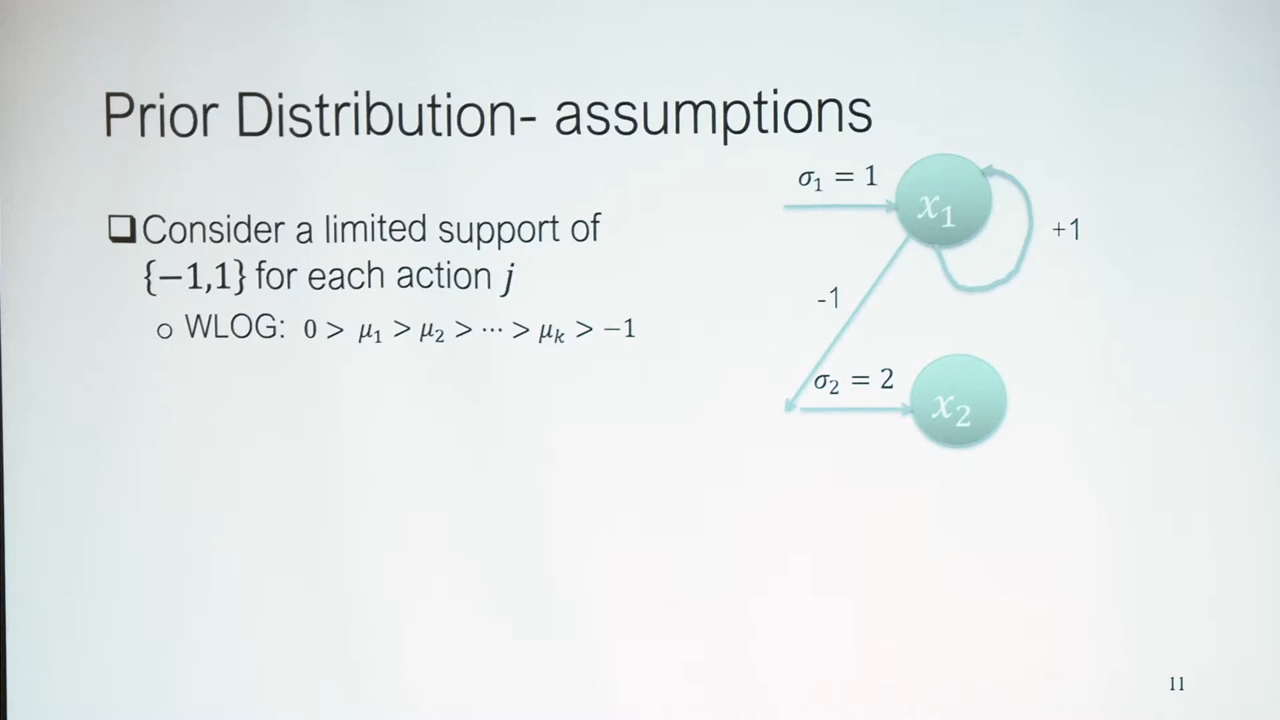 Prior Distribution- assumptions
❑ Consider a limited support of
{−1,1} for each action j
o WLOG: 0 > μ₁ > μ₂ > ⋯ > μₖ > −1
σ₁ = 1
x₁
+1
-1
σ₂ = 2
x₂
11